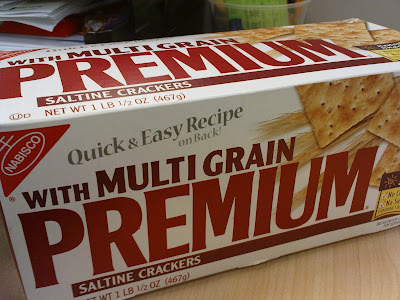 WITH MULTI GRAIN
PREMIUM
SALTINE CRACKERS
NET WT 1 LB 1/2 OZ (467g)
NABISCO
®
Quick & Easy Recipe
on Back!
WITH MULTI GRAIN
PREMIUM®
SALTINE CRACKERS
NET WT 1 LB 1/2 OZ (467g)